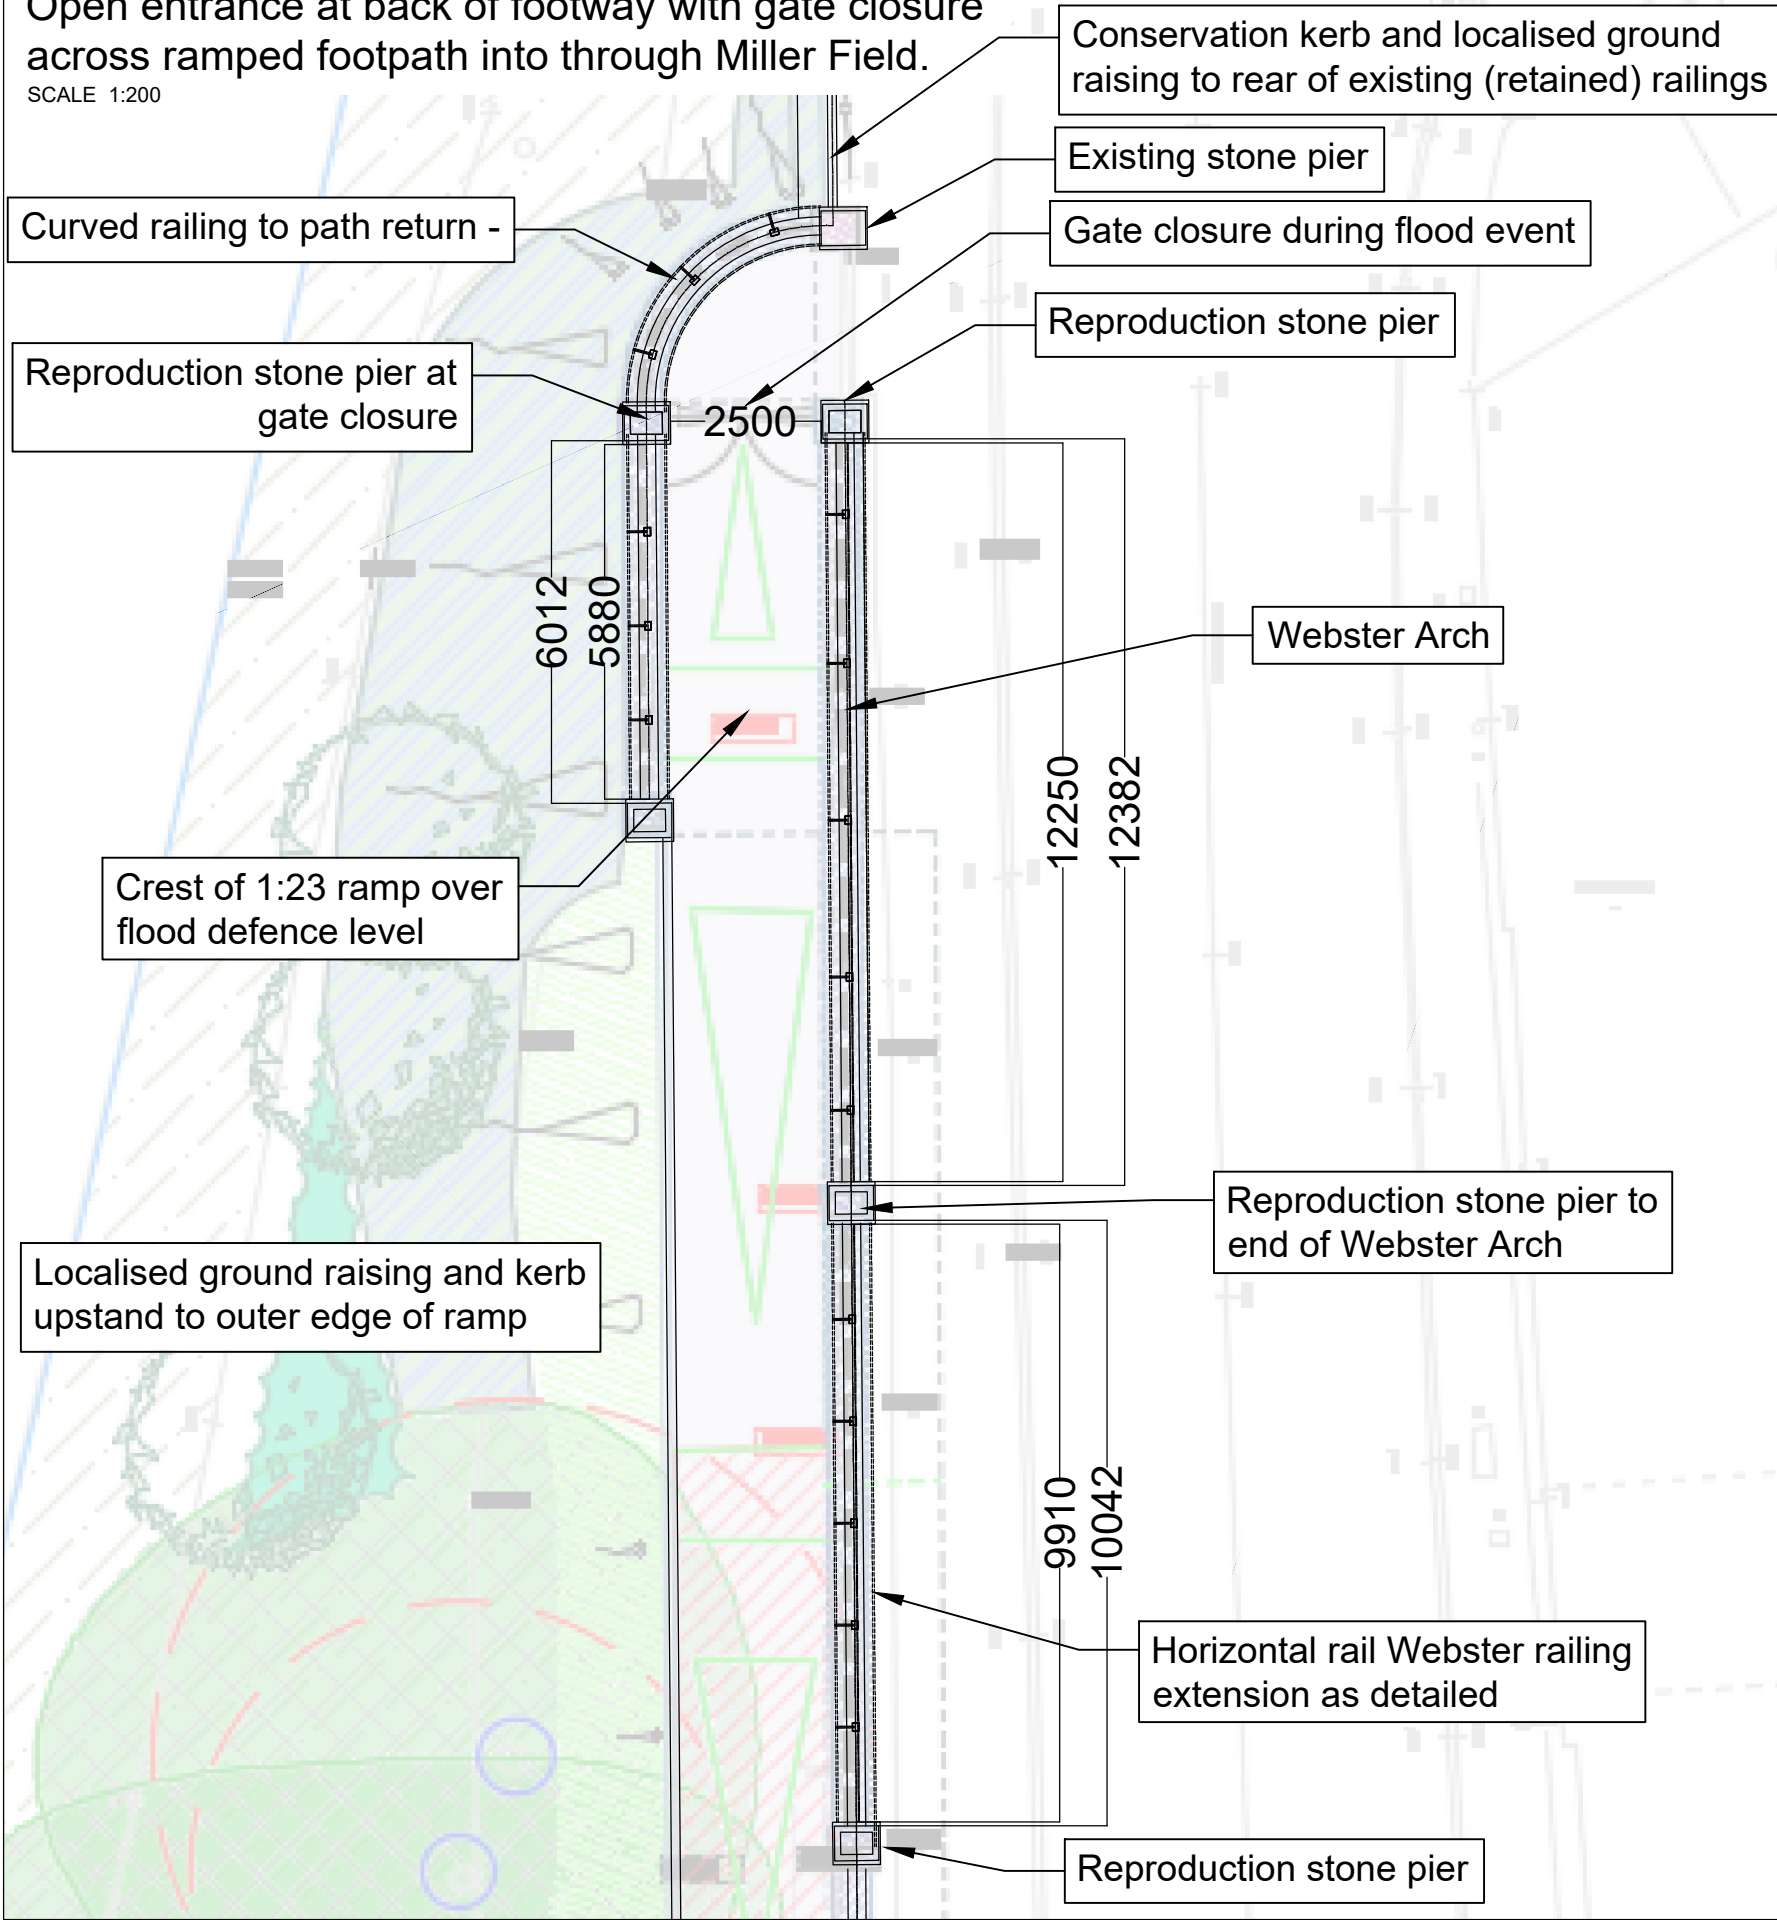 Open entrance at back of footway with gate closure
across ramped footpath into through Miller Field.
SCALE 1:200
Conservation kerb and localised ground
raising to rear of existing (retained) railings
Existing stone pier
Curved railing to path return -
Gate closure during flood event
Reproduction stone pier
Reproduction stone pier at
gate closure
2500
6012
5880
Webster Arch
12250
12382
Crest of 1:23 ramp over
flood defence level
Reproduction stone pier to
end of Webster Arch
Localised ground raising and kerb
upstand to outer edge of ramp
9910
10042
Horizontal rail Webster railing
extension as detailed
Reproduction stone pier